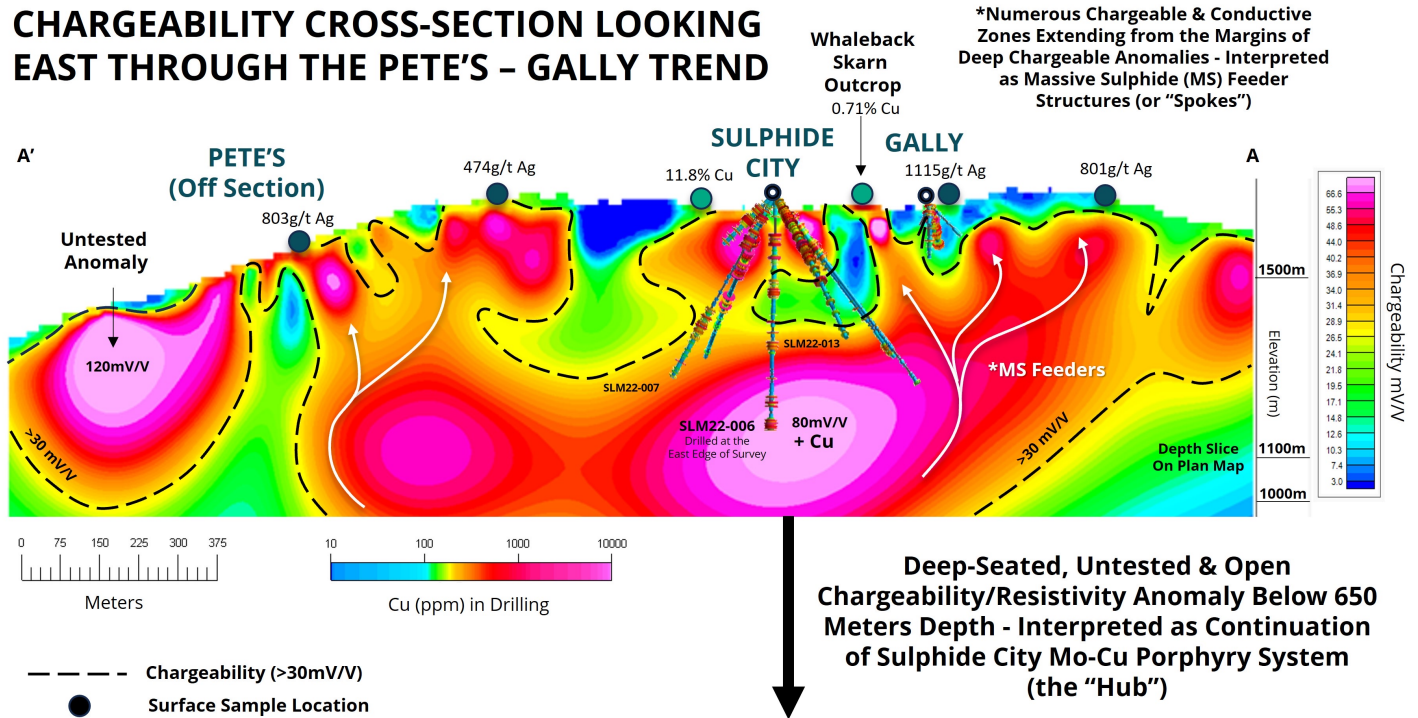 CHARGEABILITY CROSS-SECTION LOOKING
EAST THROUGH THE PETE’S – GALLY TREND
*Numerous Chargeable & Conductive
Zones Extending from the Margins of
Deep Chargeable Anomalies - Interpreted
as Massive Sulphide (MS) Feeder
Structures (or “Spokes”)
Whaleback
Skarn
Outcrop
0.71% Cu
A’
PETE’S
(Off Section)
803g/t Ag
474g/t Ag
11.8% Cu
SULPHIDE
CITY
GALLY
1115g/t Ag
801g/t Ag
A
Untested
Anomaly
120mV/V
>30 mV/V
SLM22-007
SLM22-013
SLM22-006
Drilled at the
East Edge of Survey
80mV/V
+ Cu
*MS Feeders
>30 mV/V
Depth Slice
On Plan Map
1500m
Elevation (m)
1100m
1000m
66.6
55.3
48.6
44.0
40.2
36.9
34.0
31.4
28.9
26.5
24.1
21.8
19.5
17.1
14.8
12.6
10.3
7.4
3.0
Chargeability mV/V
0 75 150 225 300 375
Meters
10 100 1000 10000
Cu (ppm) in Drilling
Deep-Seated, Untested & Open
Chargeability/Resistivity Anomaly Below 650
Meters Depth - Interpreted as Continuation
of Sulphide City Mo-Cu Porphyry System
(the “Hub”)
Chargeability (>30mV/V)
Surface Sample Location